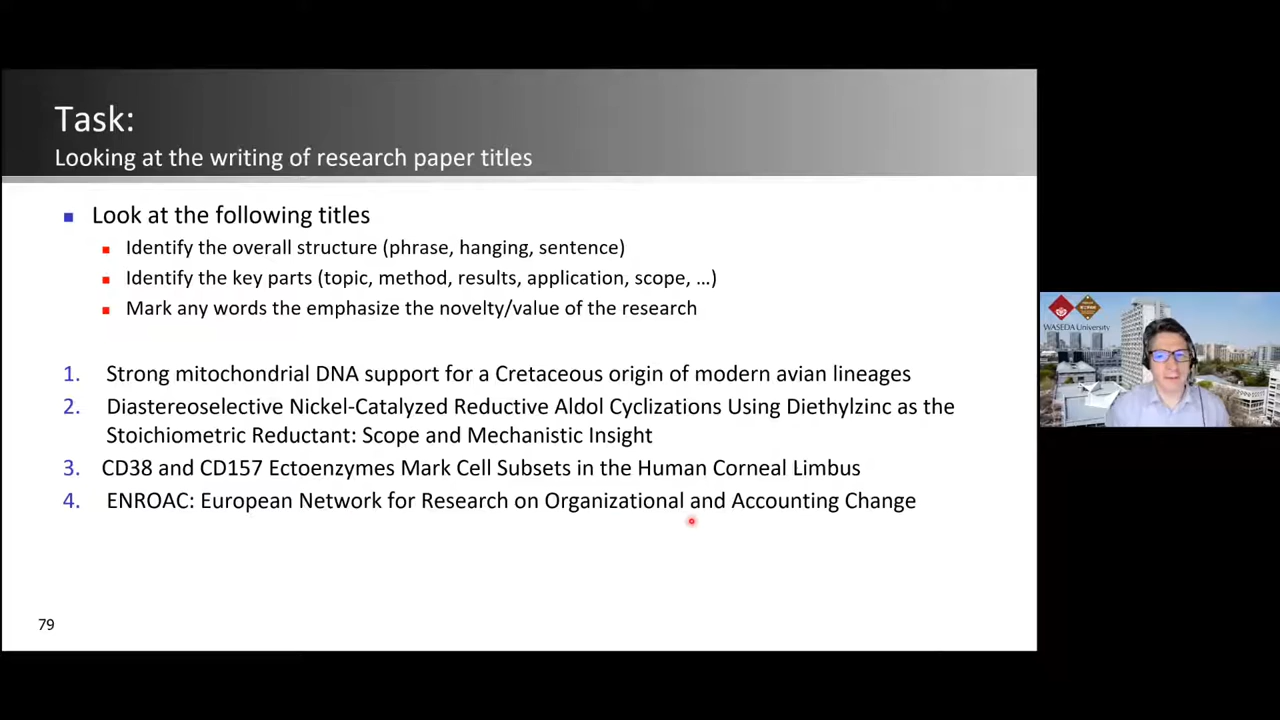 Task:
Looking at the writing of research paper titles
Look at the following titles
Identify the overall structure (phrase, hanging, sentence)
Identify the key parts (topic, method, results, application, scope, …)
Mark any words the emphasize the novelty/value of the research
1. Strong mitochondrial DNA support for a Cretaceous origin of modern avian lineages
2. Diastereoselective Nickel-Catalyzed Reductive Aldol Cyclizations Using Diethylzinc as the
Stoichiometric Reductant: Scope and Mechanistic Insight
3. CD38 and CD157 Ectoenzymes Mark Cell Subsets in the Human Corneal Limbus
4. ENROAC: European Network for Research on Organizational and Accounting Change
79
WASEDA University